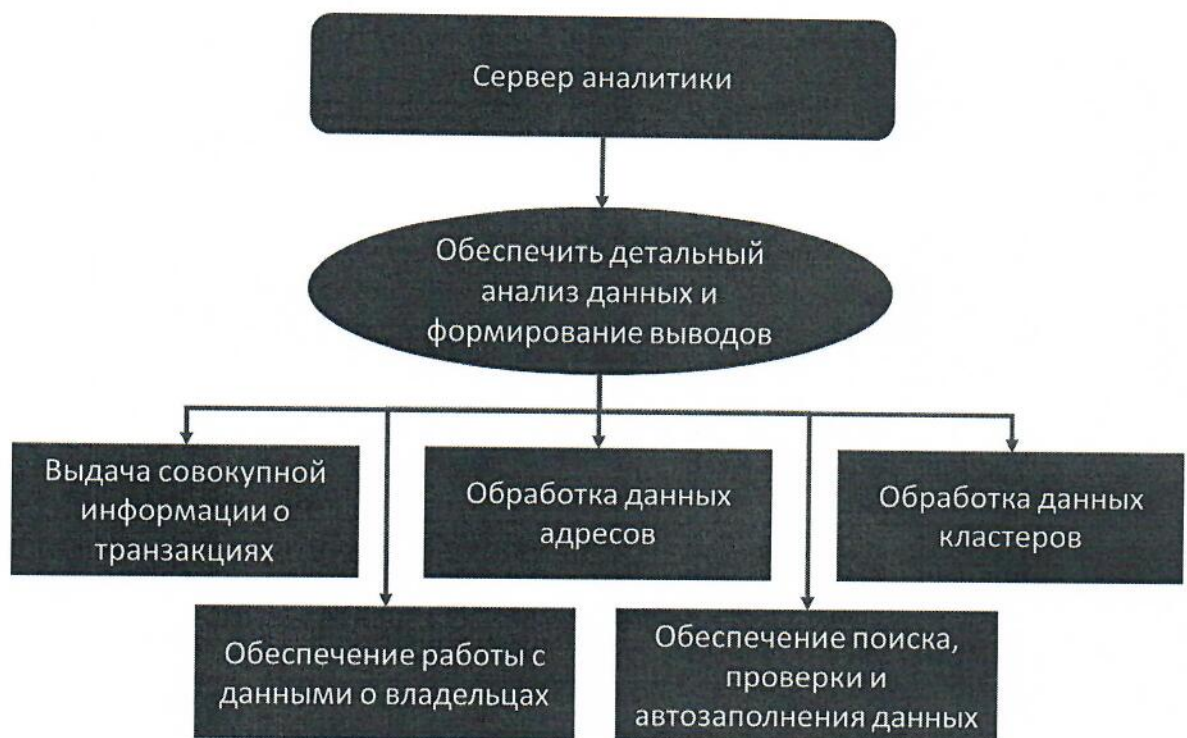 Сервер аналитики
Обеспечить детальный
анализ данных и
формирование выводов
Выдача совокупной
информации о
транзакциях
Обработка данных
адресов
Обработка данных
кластеров
Обеспечение работы с
данными о владельцах
Обеспечение поиска,
проверки и
автозаполнения данных